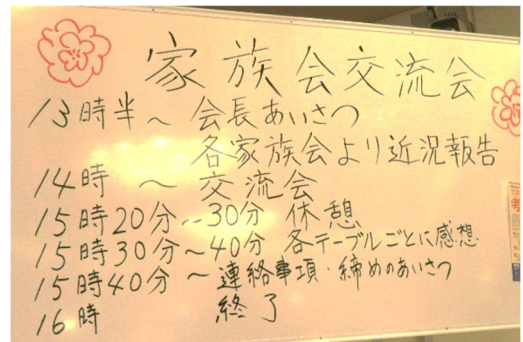 家族会交流会
13時半～ 会長あいさつ
各家族会より近況報告
14時 ～ 交流会
15時20分～30分 休憩
15時30分～40分 各テーブルごとに感想
15時40分～ 連絡事項・締めのあいさつ
16時 終了